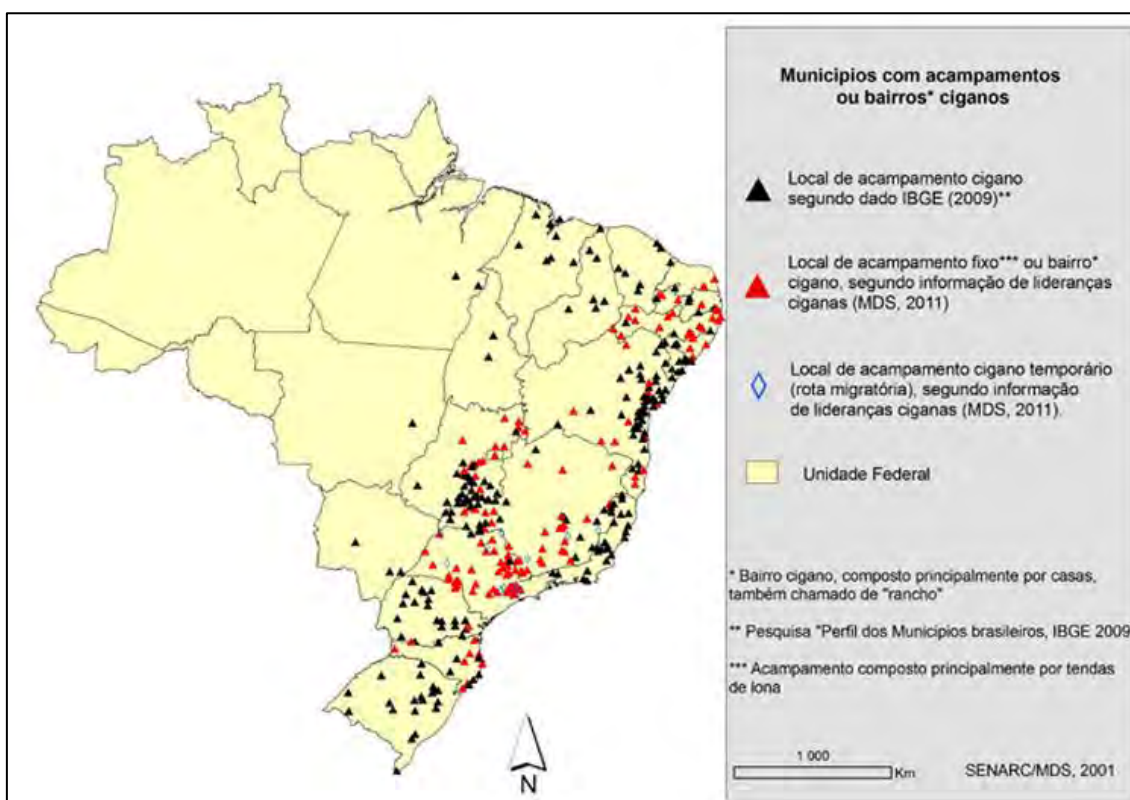 Municipios com acampamentos
ou bairros* ciganos
Local de acampamento cigano
segundo dado IBGE (2009)**
Local de acampamento fixo*** ou bairro*
cigano, segundo informação de lideranças
ciganas (MDS, 2011)
Local de acampamento cigano temporário
(rota migratória), segundo informação
de lideranças ciganas (MDS, 2011).
Unidade Federal
* Bairro cigano, composto principalmente por casas,
também chamado de "rancho"
** Pesquisa "Perfil dos Municipios brasileiros, IBGE 2009
*** Acampamento composto principalmente por tendas
de lona
1 000
Km
SENARC/MDS, 2001
N